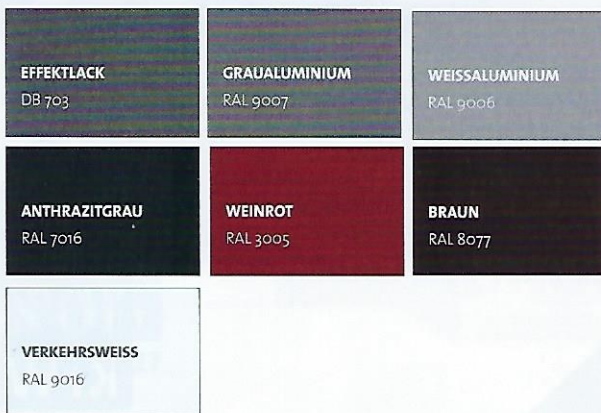 EFFEKTLACK
DB 703
GRAUALUMINIUM
RAL 9007
WEISSALUMINIUM
RAL 9006
ANTHRAZITGRAU
RAL 7016
WEINROT
RAL 3005
BRAUN
RAL 8077
VERKEHRSWEISS
RAL 9016